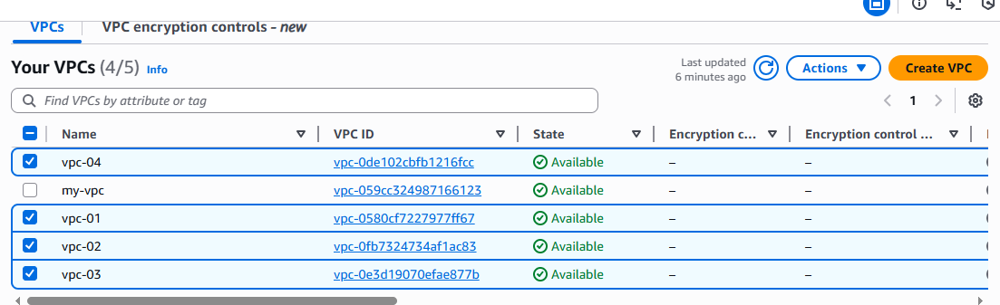 VPCs VPC encryption controls - new
Your VPCs (4/5) Info
Last updated
6 minutes ago
Actions
Create VPC
Find VPCs by attribute or tag
1
Name VPC ID State Encryption c... Encryption control ...
vpc-04 vpc-0de102cbfb1216fcc Available –  –
my-vpc vpc-059cc324987166123 Available –  –
vpc-01 vpc-0580cf7227977ff67 Available –  –
vpc-02 vpc-0fb7324734af1ac83 Available –  –
vpc-03 vpc-0e3d19070efae877b Available –  –